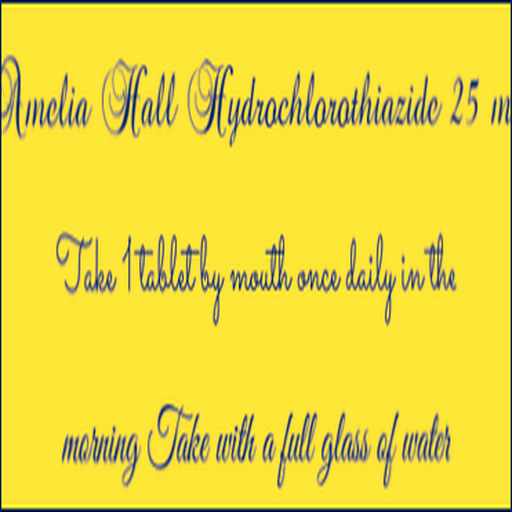 Amelia Hall Hydrochlorothiazide 25 m
Take 1 tablet by mouth once daily in the
morning Take with a full glass of water